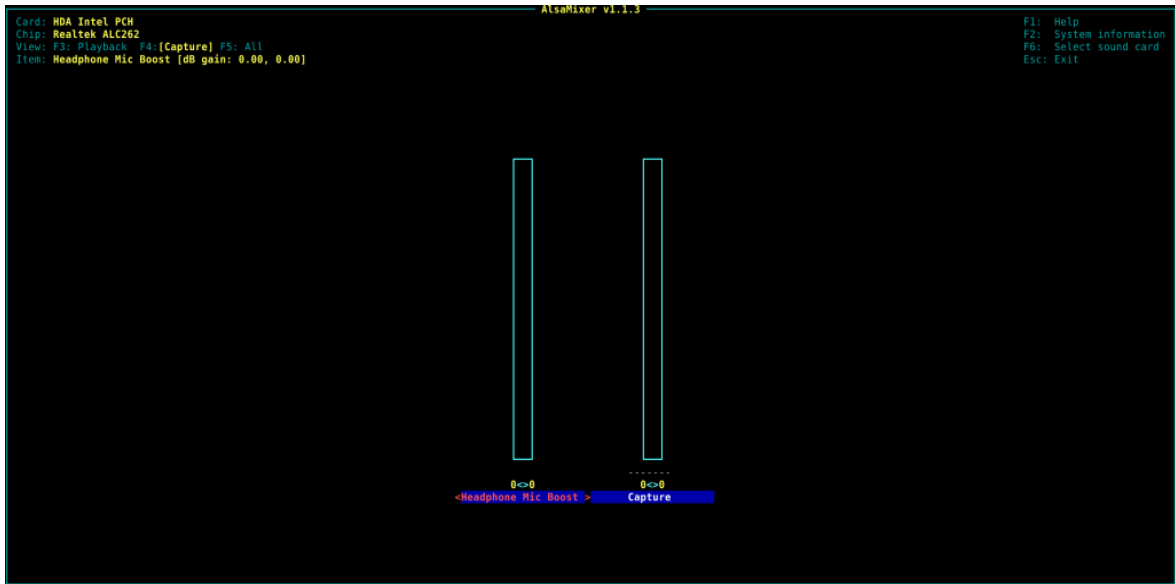 AlsaMixer v1.1.3
Card: HDA Intel PCH
F1: Help
Chip: Realtek ALC262
F2: System information
View: F3: Playback F4:[Capture] F5: All
F6: Select sound card
Item: Headphone Mic Boost [dB gain: 0.00, 0.00]
Esc: Exit
-------
0<>0 0<>0
<Headphone Mic Boost > Capture